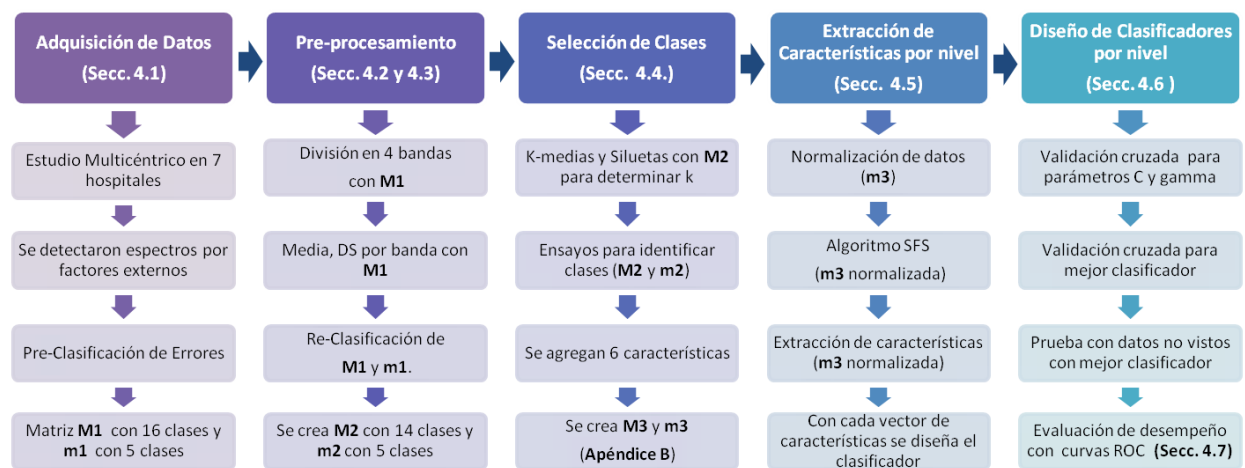 Adquisición de Datos
(Secc. 4.1)
Estudio Multicéntrico en 7
hospitales
Se detectaron espectros por
factores externos
Pre-Clasificación de Errores
Matriz M1 con 16 clases y
m1 con 5 clases
Pre-procesamiento
(Secc. 4.2 y 4.3)
División en 4 bandas
con M1
Media, DS por banda con
M1
Re-Clasificación de
M1 y m1.
Se crea M2 con 14 clases y
m2 con 5 clases
Selección de Clases
(Secc. 4.4.)
K-medias y Siluetas con M2
para determinar k
Ensayos para identificar
clases (M2 y m2)
Se agregan 6 características
Se crea M3 y m3
(Apéndice B)
Extracción de
Características por nivel
(Secc. 4.5)
Normalización de datos
(m3)
Algoritmo SFS
(m3 normalizada)
Extracción de características
(m3 normalizada)
Con cada vector de
características se diseña el
clasificador
Diseño de Clasificadores
por nivel
(Secc. 4.6 )
Validación cruzada para
parámetros C y gamma
Validación cruzada para
mejor clasificador
Prueba con datos no vistos
con mejor clasificador
Evaluación de desempeño
con curvas ROC (Secc. 4.7)